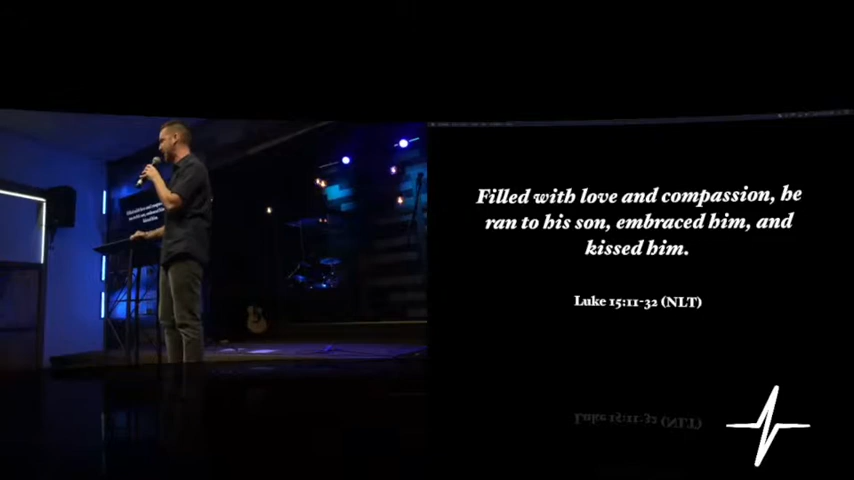 Filled with love and compassion, he
ran to his son, embraced him, and
kissed him.
Luke 15:11-32 (NLT)